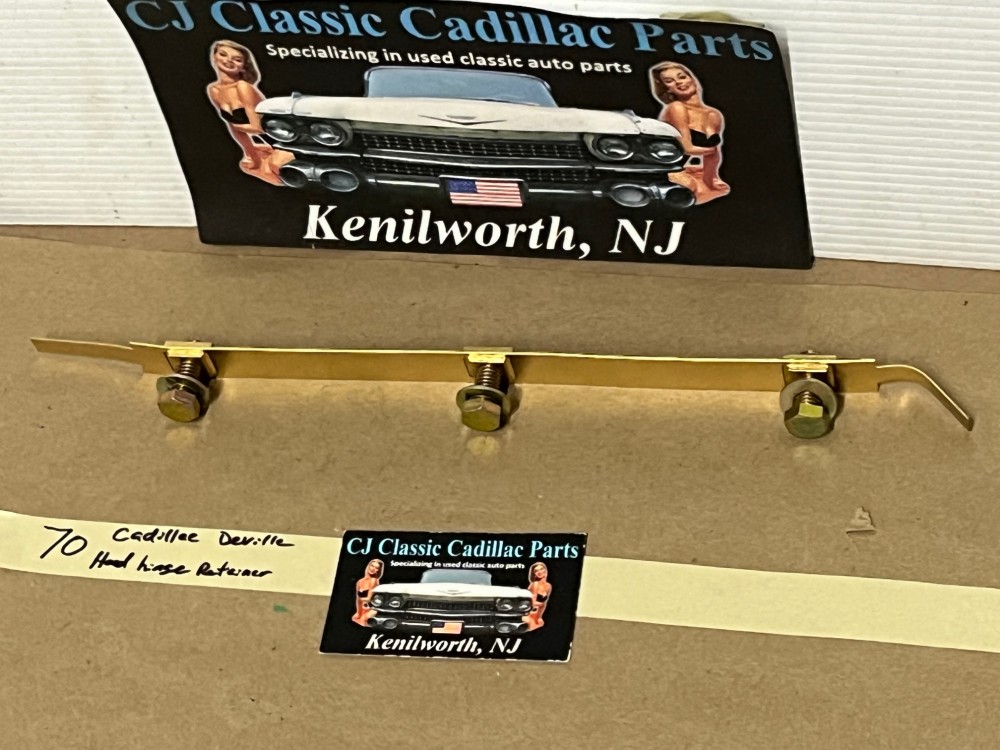 CJ Classic Cadillac Parts
Specializing in used classic auto parts
Kenilworth, NJ
70 Cadillac Deville
Hood hinge Retainer
CJ Classic Cadillac Parts
Specializing in used classic auto parts
Kenilworth, NJ